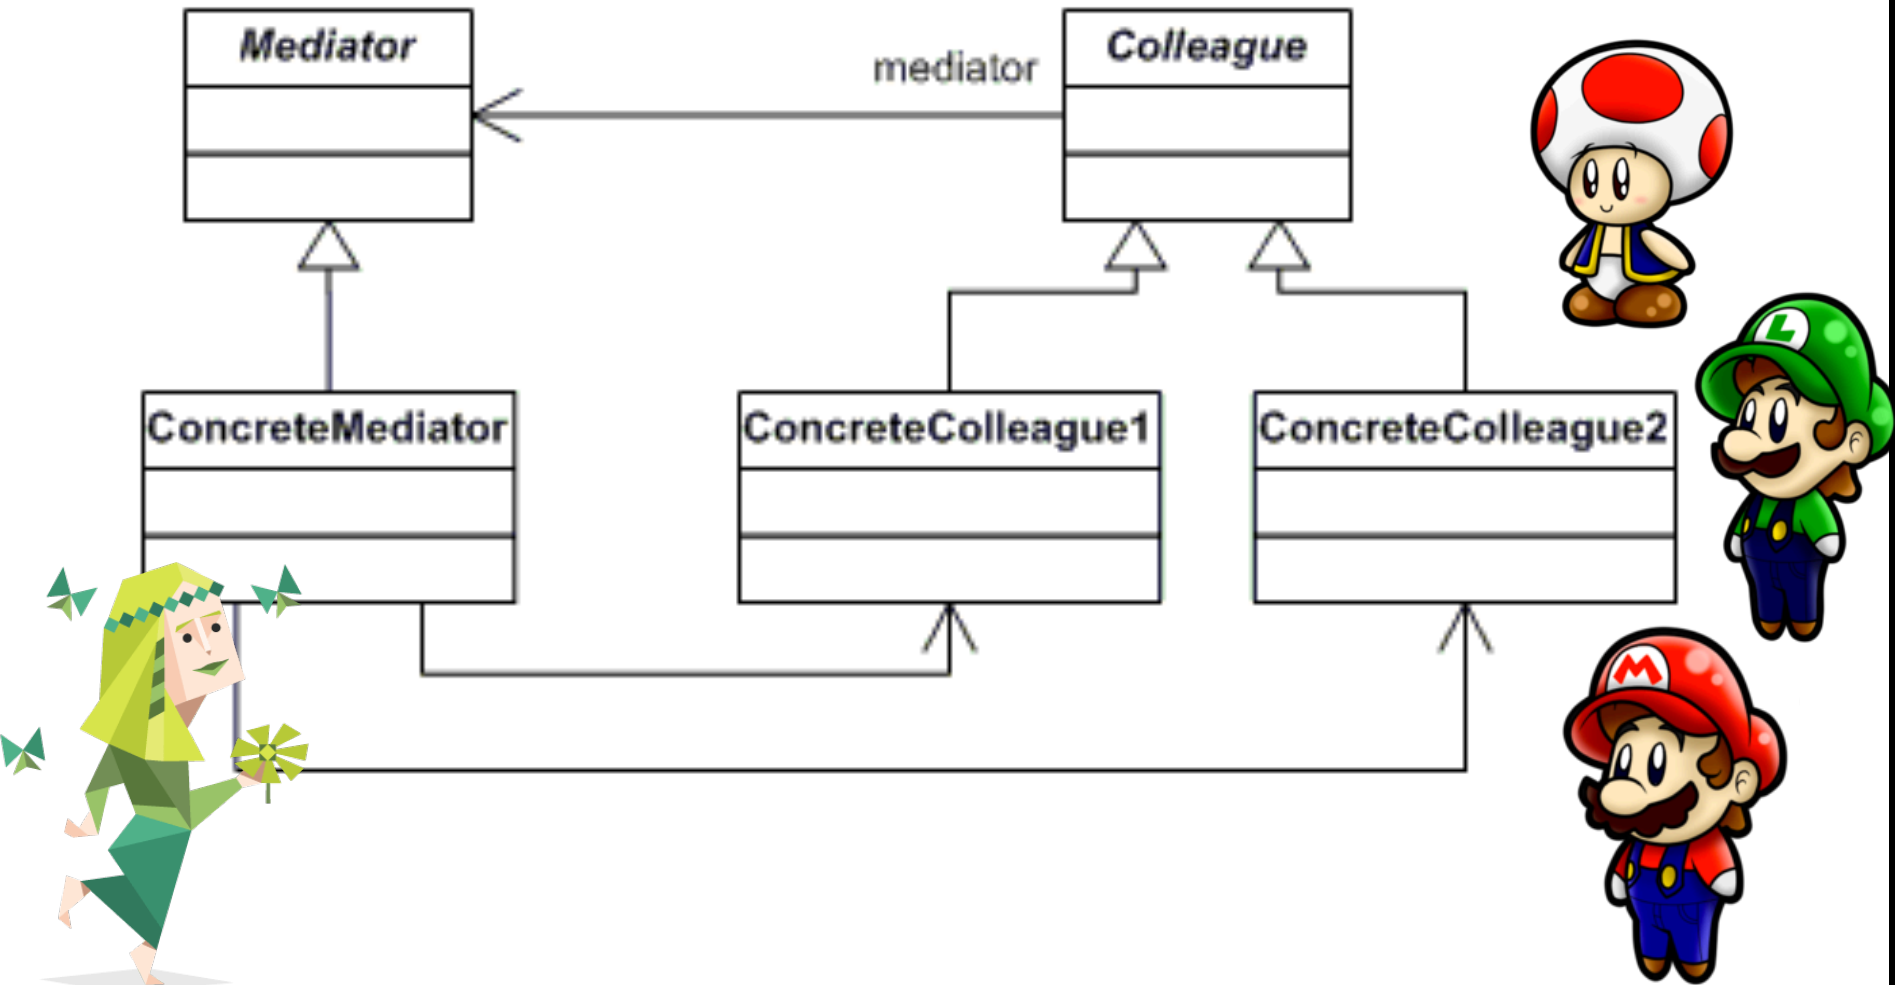 Mediator
mediator
Colleague
ConcreteMediator
ConcreteColleague1
ConcreteColleague2
L
M